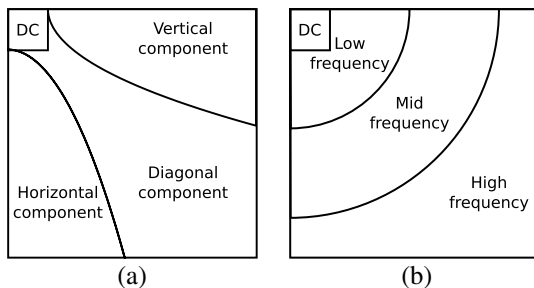 DC
Vertical
component
Diagonal
component
Horizontal
component
(a)
DC
Low
frequency
Mid
frequency
High
frequency
(b)